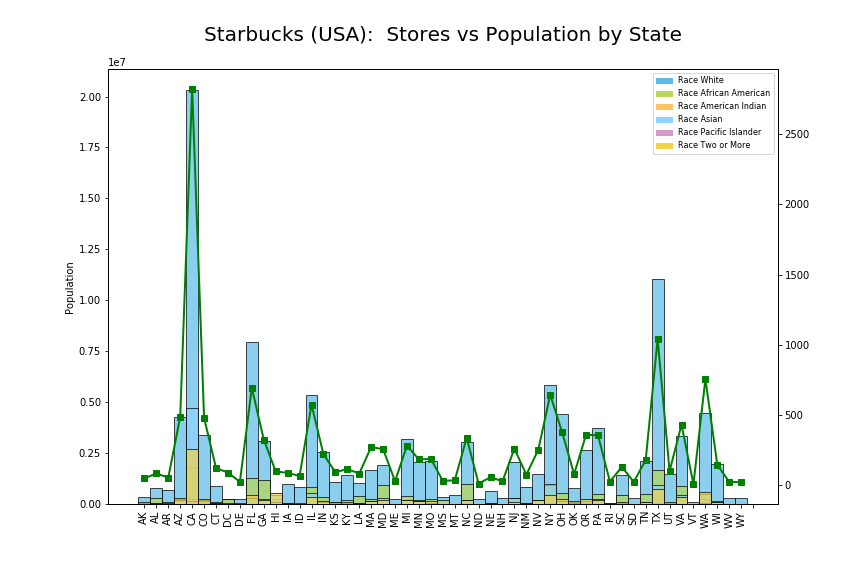 Starbucks (USA):  Stores vs Population by State
1e7
Race White
Race African American
Race American Indian
Race Asian
Race Pacific Islander
Race Two or More
2.00
1.75
1.50
1.25
1.00
0.75
0.50
0.25
0.00
Population
2500
2000
1500
1000
500
0
AK AL AR AZ CA CO CT DC DE FL GA HI IA ID IL IN KS KY LA MA MD ME MI MN MO MS MT NC ND NE NH NJ NM NV NY OH OK OR PA RI SC SD TN TX UT VA VT WA WI WV WY